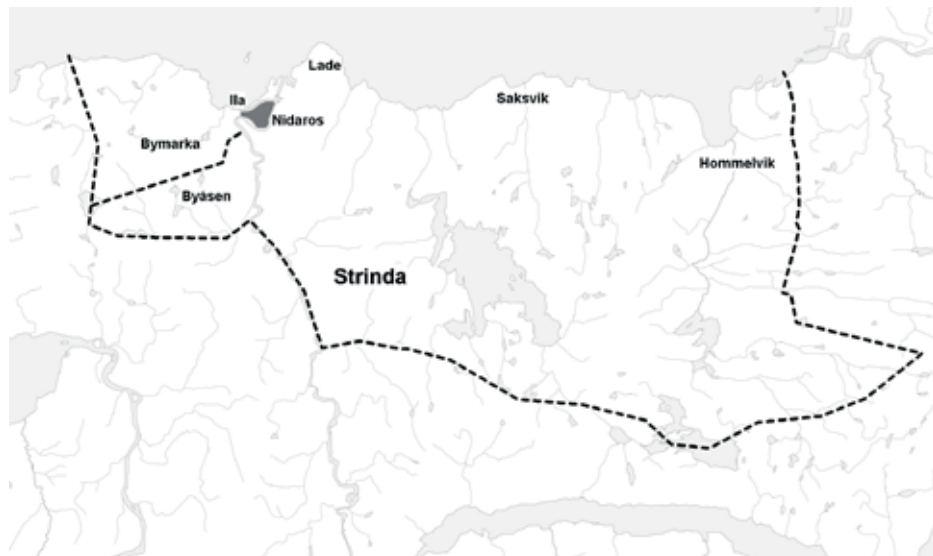 Lade
Ila
Saksvik
Nidaros
Bymarka
Hommelvik
Byåsen
Strinda